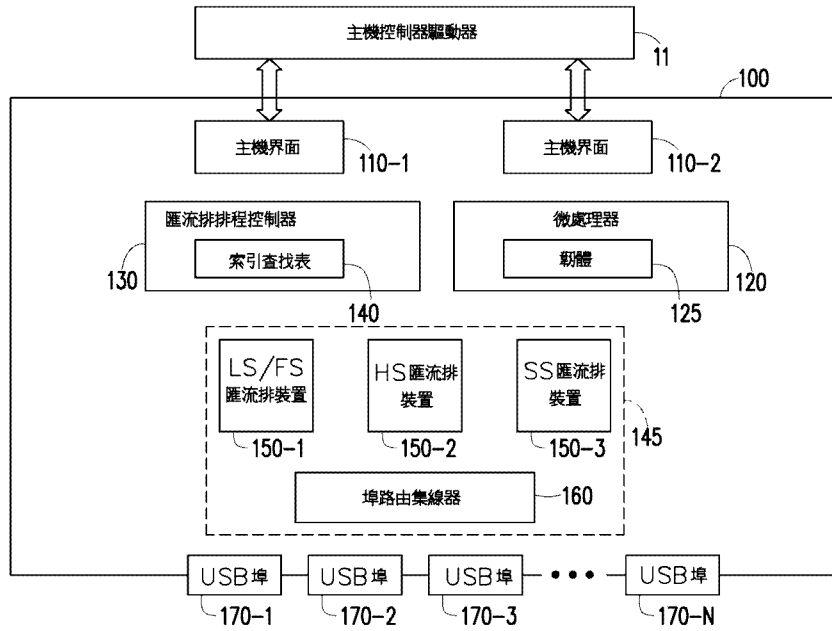 主機控制器驅動器
11
100
主機界面
110-1
主機界面
110-2
匯流排排程控制器
索引查找表
130
140
微處理器
韌體
125
120
LS/FS
匯流排裝置
150-1
HS匯流排
裝置
150-2
SS匯流排
裝置
150-3
145
埠路由集線器
160
USB埠
170-1
USB埠
170-2
USB埠
170-3
USB埠
170-N